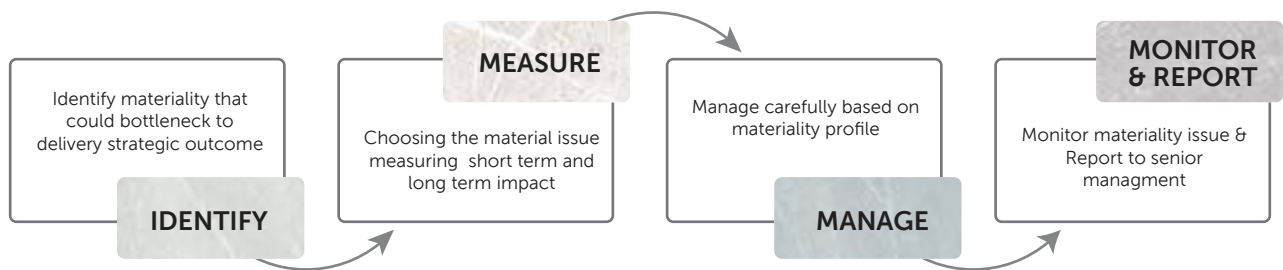 Identify materiality that
could bottleneck to
delivery strategic outcome
IDENTIFY
MEASURE
Choosing the material issue
measuring short term and
long term impact
Manage carefully based on
materiality profile
MANAGE
MONITOR
& REPORT
Monitor materiality issue &
Report to senior
managment